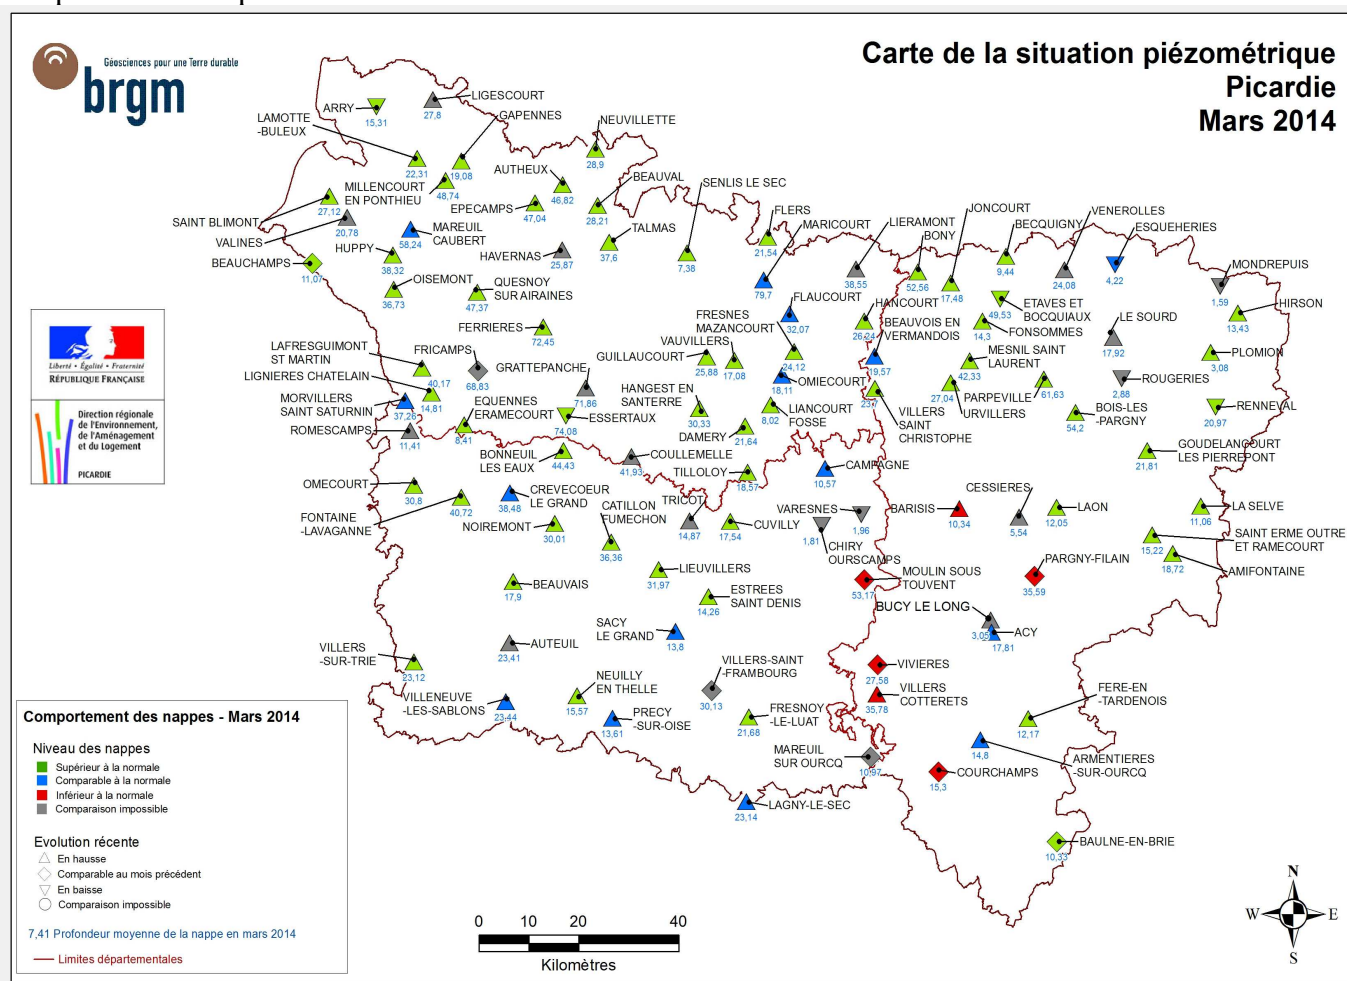 Géosciences pour une Terre durable
brgm
Carte de la situation piézométrique
Picardie
Mars 2014
ARRY
15,31
LIGESCOURT
27,8
LAMOTTE
-BULEUX
22,31
GAPENNES
19,08
NEUVILLETTE
28,9
MILLENCOURT
EN PONTHIEU
48,74
AUTHEUX
46,82
EPECAMPS
47,04
BEAUVAL
28,21
SENLIS LE SEC
7,38
FLERS
21,54
MARICOURT
79,7
LIERAMONT
38,55
BONY
52,56
JONCOURT
17,48
BECQUIGNY
9,44
VENEROLLES
24,08
ESQUEHERIES
4,22
MONDREPUIS
1,59
HIRSON
13,43
SAINT BLIMONT
27,12
VALINES
20,78
MAREUIL
CAUBERT
58,24
BEAUCHAMPS
11,07
HUPPY
38,32
HAVERNAS
25,87
TALMAS
37,6
OISEMONT
36,73
QUESNOY
SUR AIRAINES
47,37
FERRIERES
72,45
FLAUCOURT
32,07
HANCOURT
26,24
ETAVES ET
BOCQUIAUX
49,53
FONSOMMES
14,3
LE SOURD
17,92
PLOMION
3,08
FRESNES
MAZANCOURT
24,12
BEAUVOIS EN
VERMANDOIS
19,57
VAUVILLERS
17,08
GUILLAUCOURT
25,88
MESNIL SAINT
LAURENT
42,33
LAFRESGUIMONT
ST MARTIN
40,17
FRICAMPS
68,83
GRATTEPANCHE
71,86
LIGNIERES CHATELAIN
14,81
OMIECOURT
18,11
HANGEST EN
SANTERRE
30,33
LIANCOURT
FOSSE
8,02
VILLERS
SAINT
CHRISTOPHE
23,7
URVILLERS
27,04
PARPEVILLE
61,63
ROUGERIES
2,88
BOIS-LES
-PARGNY
54,2
RENNEVAL
20,97
MORVILLERS
SAINT SATURNIN
37,26
EQUENNES
ERAMECOURT
8,41
ESSERTAUX
74,08
DAMERY
21,64
ROMESCAMPS
11,41
BONNEUIL
LES EAUX
44,43
COULLEMELLE
41,93
TILLOLOY
18,57
CAMPAGNE
10,57
GOUDELANCOURT
LES PIERREPONT
21,81
OMECOURT
30,8
FONTAINE
-LAVAGANNE
40,72
CREVECOEUR
LE GRAND
38,48
NOIREMONT
30,01
CATILLON
FUMECHON
36,36
TRICOT
14,87
CUVILLY
17,54
VARESNES
1,96
CHIRY
OURSCAMPS
1,81
BARISIS
10,34
CESSIERES
5,54
LAON
12,05
LA SELVE
11,06
SAINT ERME OUTRE
ET RAMECOURT
15,22
AMIFONTAINE
18,72
BEAUVAIS
17,9
LIEUVILLERS
31,97
ESTREES
SAINT DENIS
14,26
MOULIN SOUS
TOUVENT
53,17
PARGNY-FILAIN
35,59
BUCY LE LONG
3,05
ACY
17,81
AUTEUIL
23,41
SACY
LE GRAND
13,8
VILLERS
-SUR-TRIE
23,12
VILLENEUVE
-LES-SABLONS
23,44
NEUILLY
EN THELLE
15,57
PRECY
-SUR-OISE
13,61
VILLERS-SAINT
-FRAMBOURG
30,13
VIVIERES
27,58
VILLERS
COTTERETS
35,78
FRESNOY
-LE-LUAT
21,68
MAREUIL
SUR OURCQ
10,97
FERE-EN
-TARDENOIS
12,17
ARMENTIERES
-SUR-OURCQ
14,8
COURCHAMPS
15,3
LAGNY-LE-SEC
23,14
BAULNE-EN-BRIE
10,33
Liberté • Égalité • Fraternité
RÉPUBLIQUE FRANÇAISE
Direction régionale
de l'Environnement,
de l'Aménagement
et du Logement
PICARDIE
Comportement des nappes - Mars 2014
Niveau des nappes
Supérieur à la normale
Comparable à la normale
Inférieur à la normale
Comparaison impossible
Evolution récente
En hausse
Comparable au mois précédent
En baisse
Comparaison impossible
7,41 Profondeur moyenne de la nappe en mars 2014
Limites départementales
0 10 20 40
Kilomètres
N
W E
S